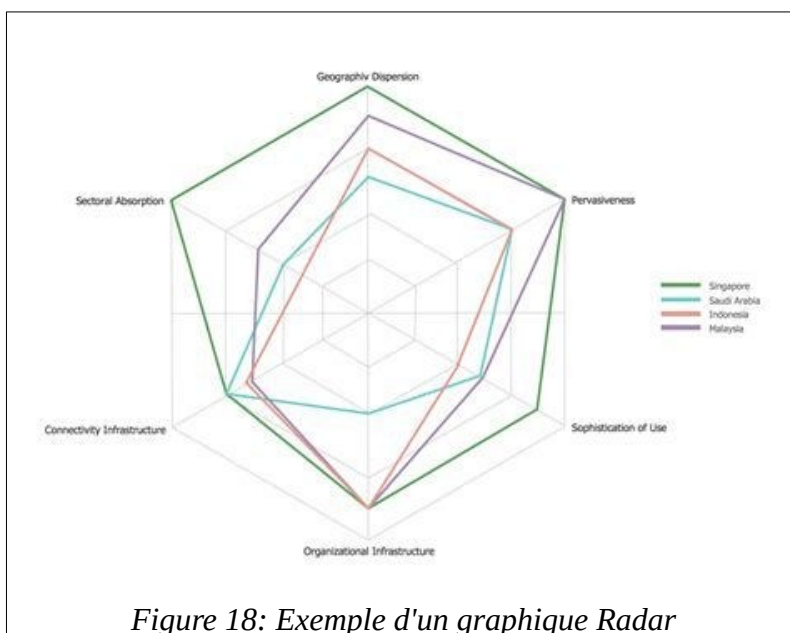 Geographiv Dispersion
Sectoral Absorption
Pervasiveness
Singapore
Saudi Arabia
Indonesia
Malaysia
Connectivity Infrastructure
Sophistication of Use
Organizational Infrastructure
Figure 18: Exemple d'un graphique Radar